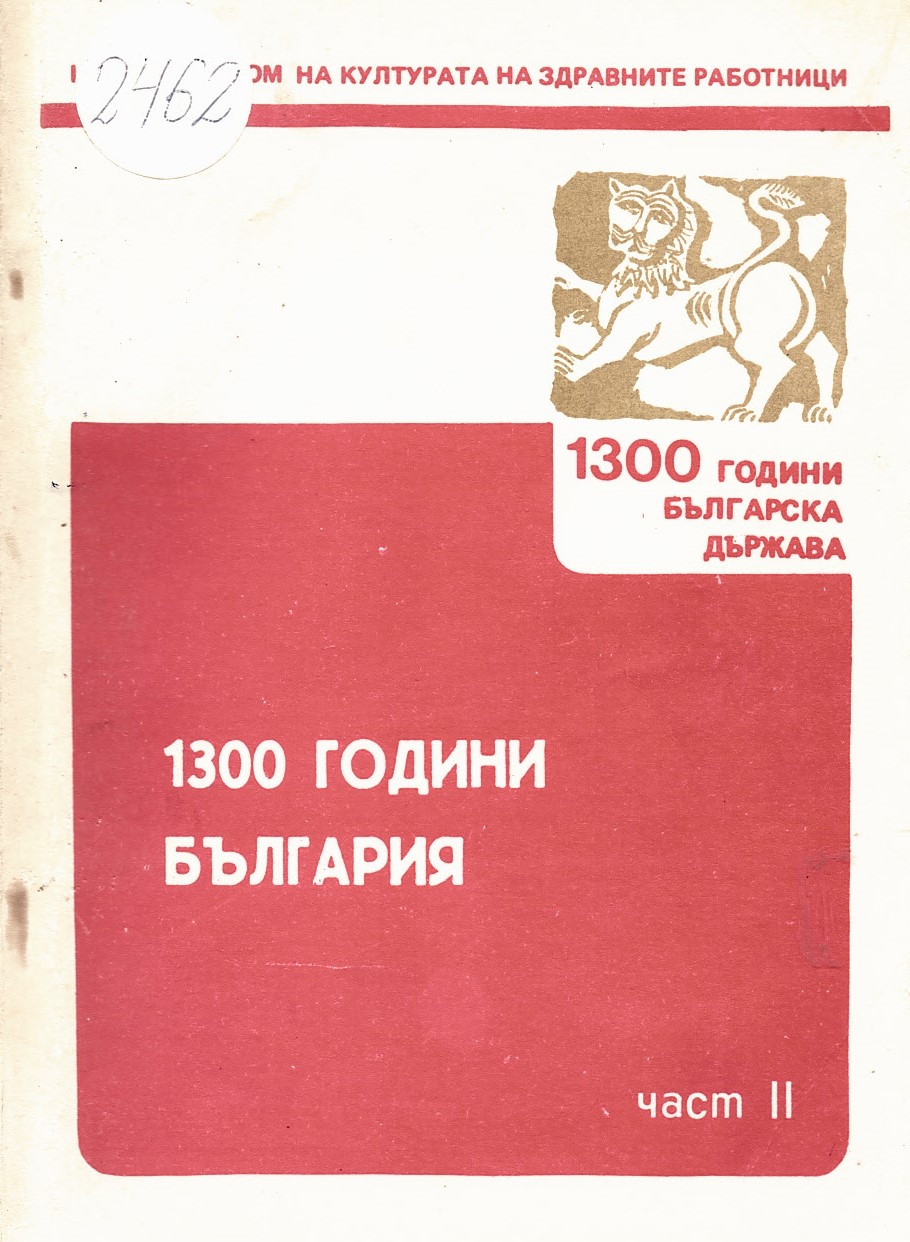 ОМ НА КУЛТУРАТА НА ЗДРАВНИТЕ РАБОТНИЦИ
2462
1300 ГОДИНИ
БЪЛГАРСКА
ДЪРЖАВА
1300 ГОДИНИ
БЪЛГАРИЯ
част II